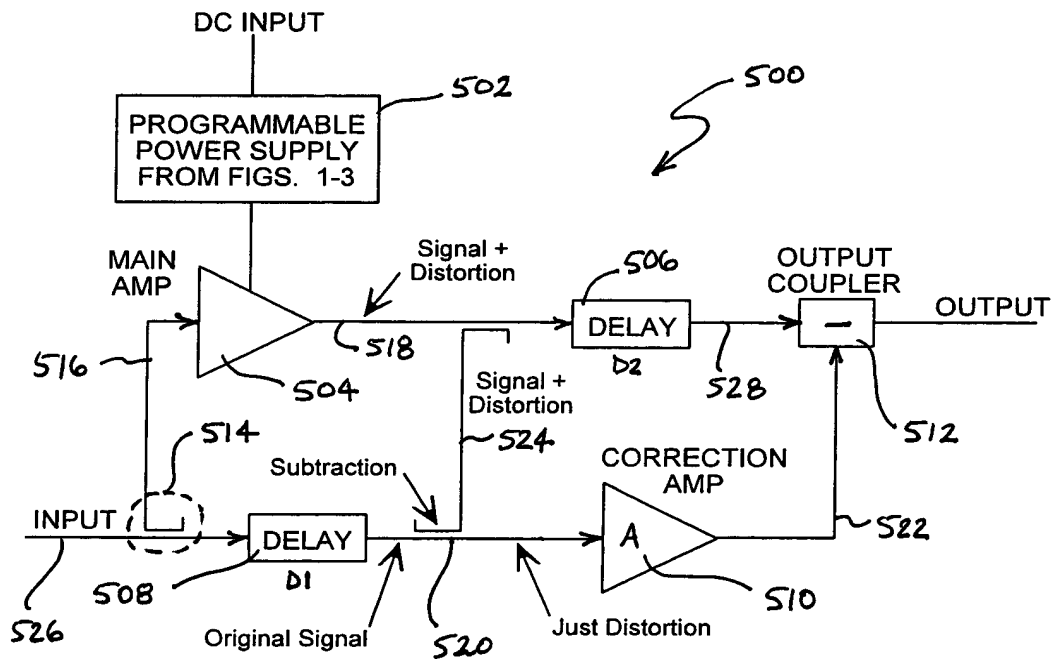 DC INPUT
502
500
PROGRAMMABLE
POWER SUPPLY
FROM FIGS. 1-3
MAIN
AMP
Signal +
Distortion
506
OUTPUT
COUPLER
OUTPUT
DELAY
D2
−
516
518
504
528
512
Signal +
Distortion
524
514
Subtraction
CORRECTION
AMP
INPUT
DELAY
D1
A
522
508
526
Original Signal
520
Just Distortion
510